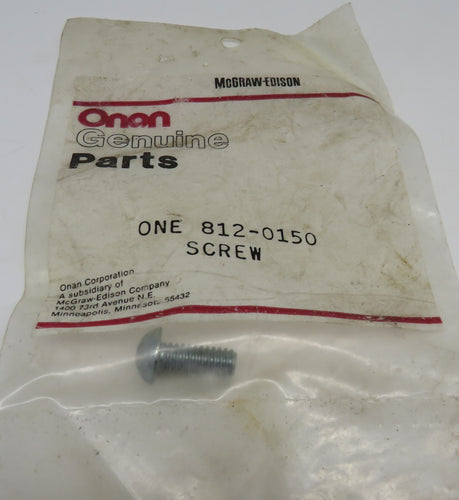 McGRAW-EDISON
Onan
Genuine
Parts
ONE 812-0150
SCREW
Onan Corporation
A subsidiary of
McGraw-Edison Company
1400 73rd Avenue N.E.
Minneapolis, Minnesota 55432